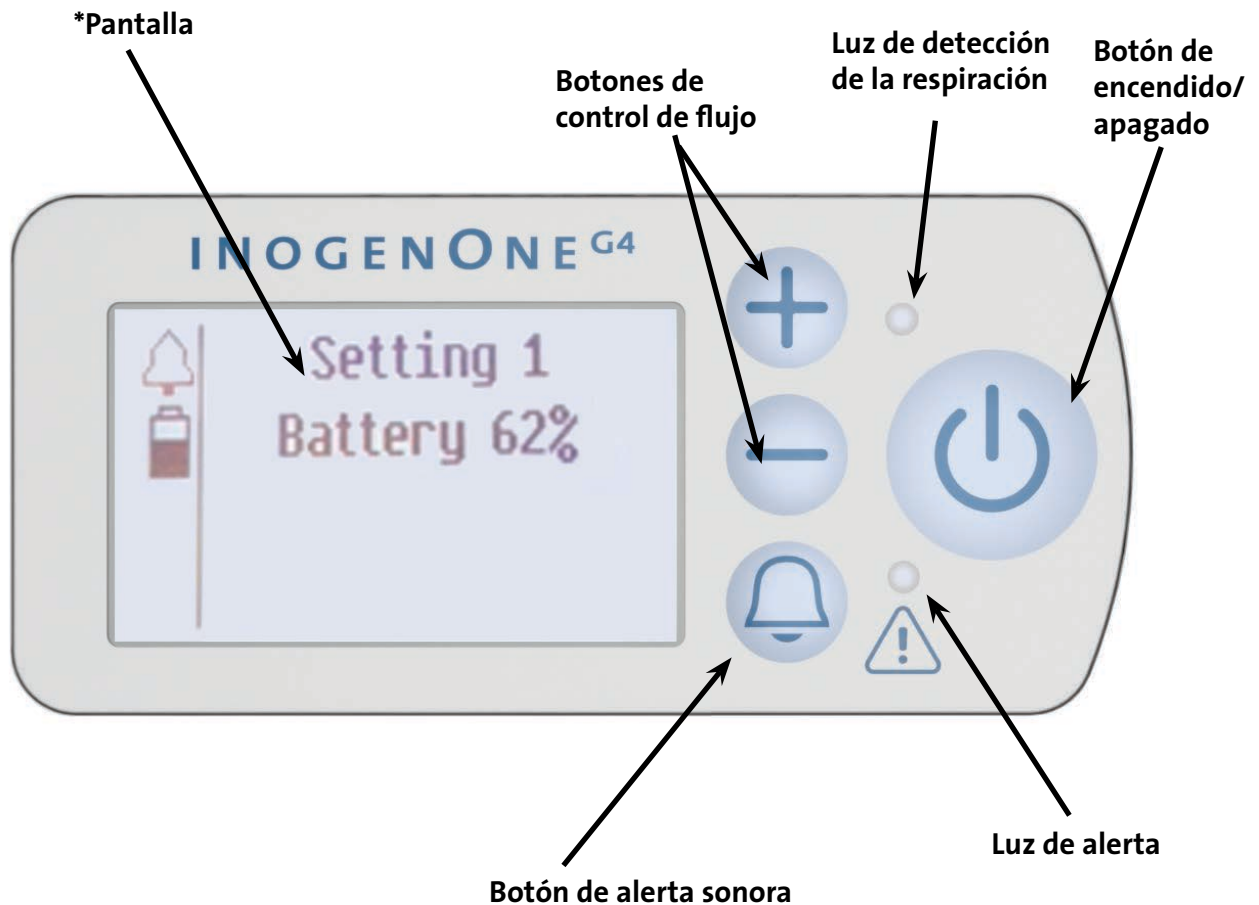 *Pantalla
Botones de
control de flujo
Luz de detección
de la respiración
Botón de
encendido/
apagado
INOGENONE G4
Setting 1
Battery 62%
Luz de alerta
Botón de alerta sonora